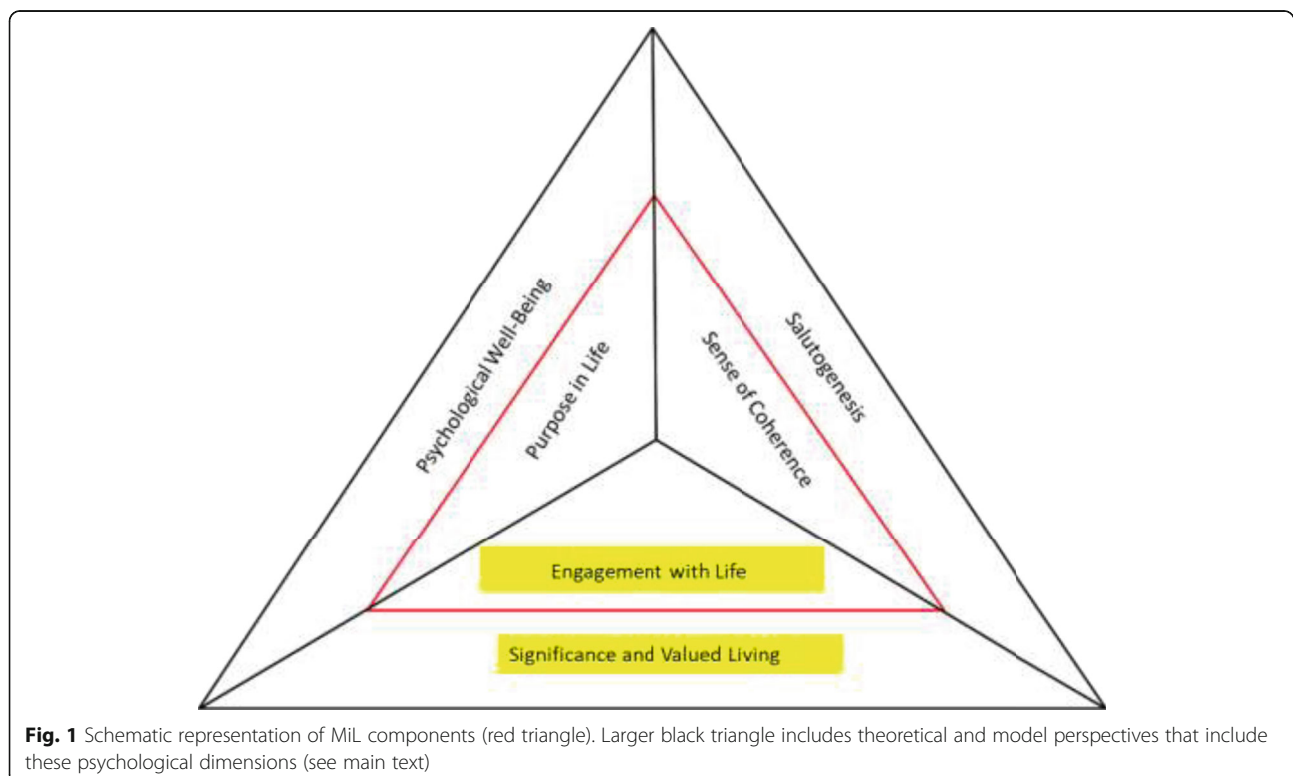 Psychological Well-Being
Purpose in Life
Sense of Coherence
Salutogenesis
Engagement with Life
Significance and Valued Living
Fig. 1 Schematic representation of MiL components (red triangle). Larger black triangle includes theoretical and model perspectives that include
these psychological dimensions (see main text)